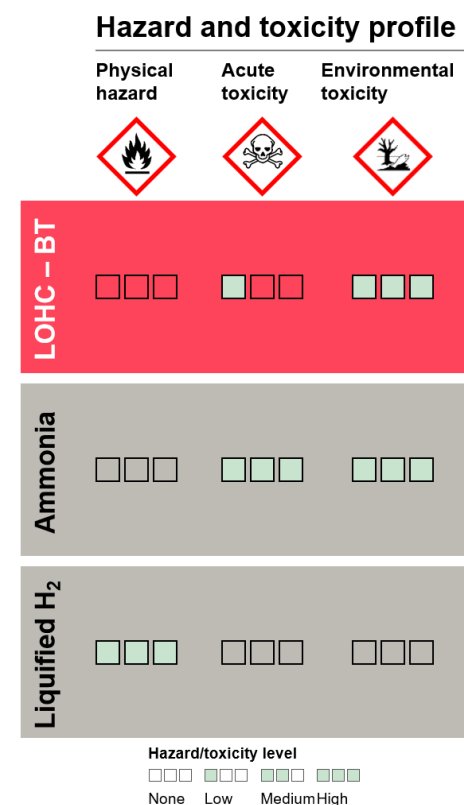 Hazard and toxicity profile
Physical hazard
Acute toxicity
Environmental toxicity
LOHC – BT
Ammonia
Liquified H₂
Hazard/toxicity level
None Low Medium High